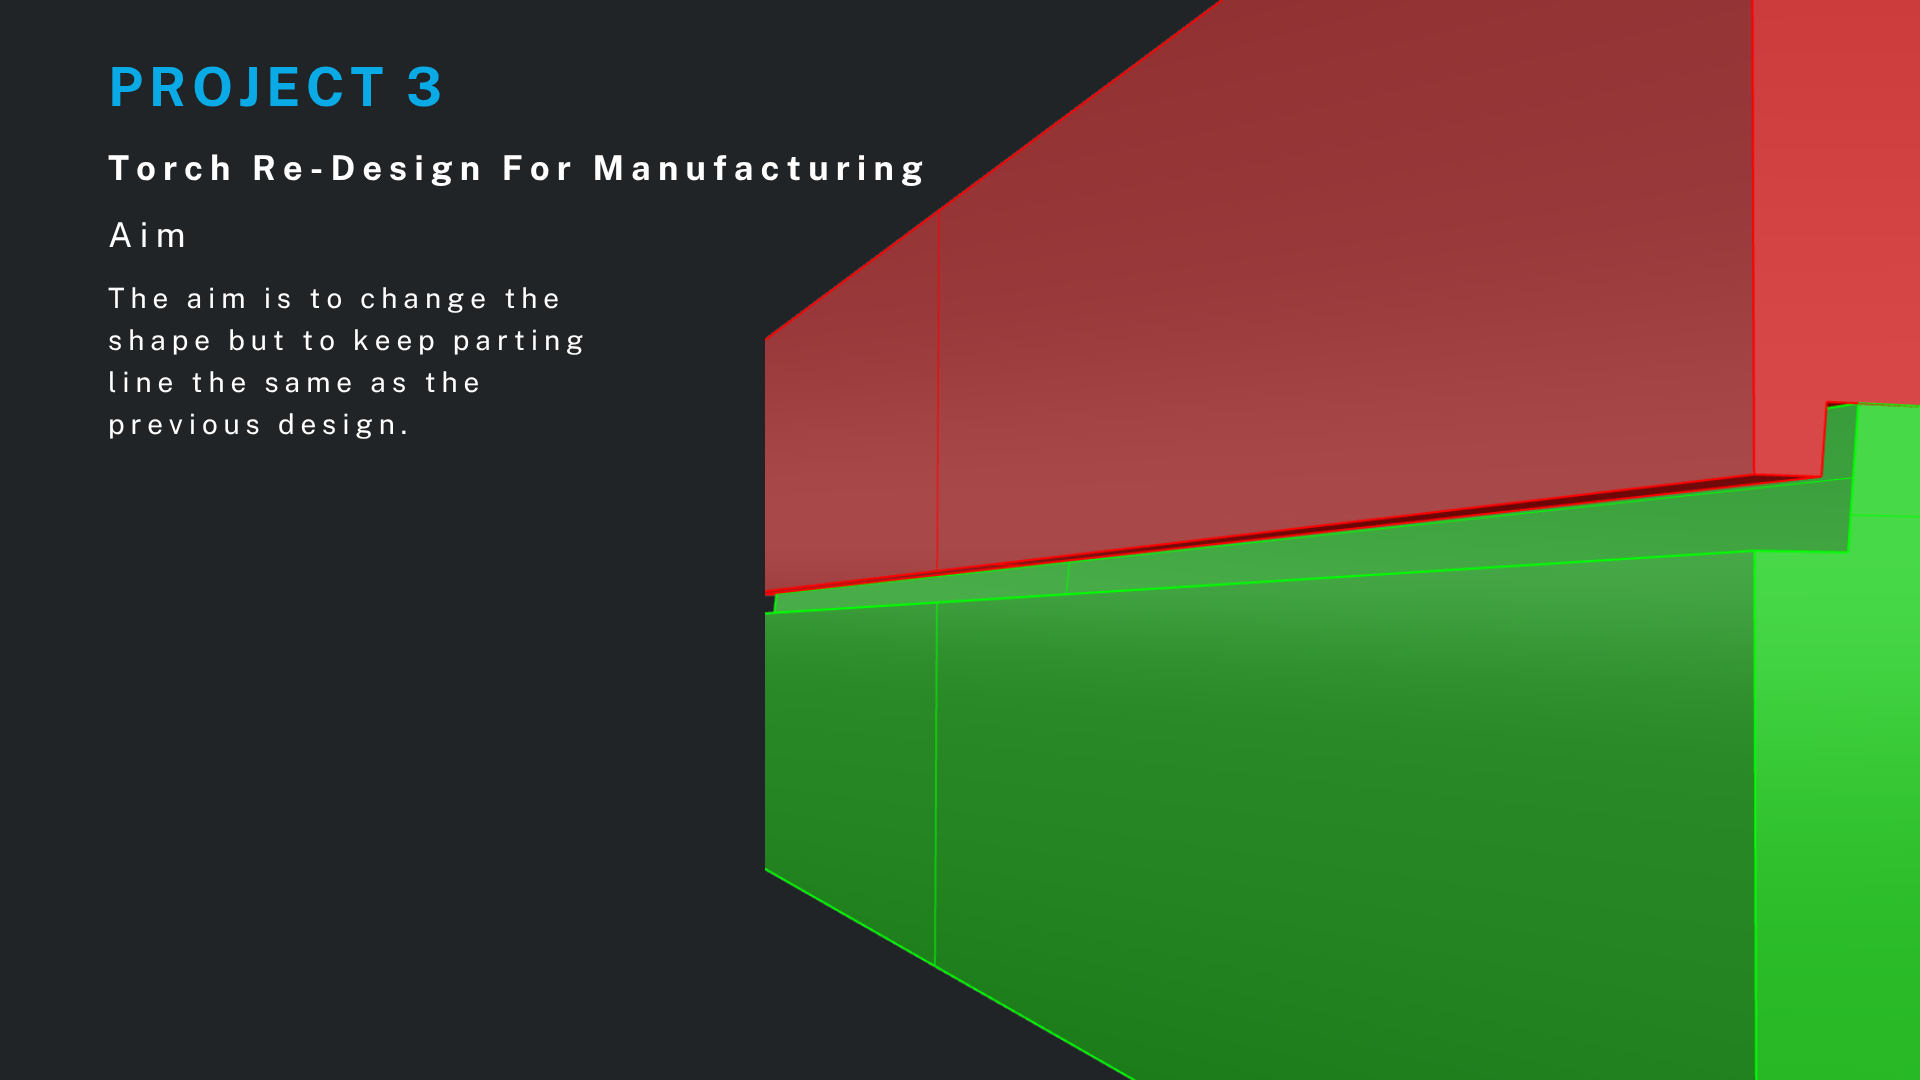 PROJECT 3
Torch Re-Design For Manufacturing
Aim
The aim is to change the
shape but to keep parting
line the same as the
previous design.